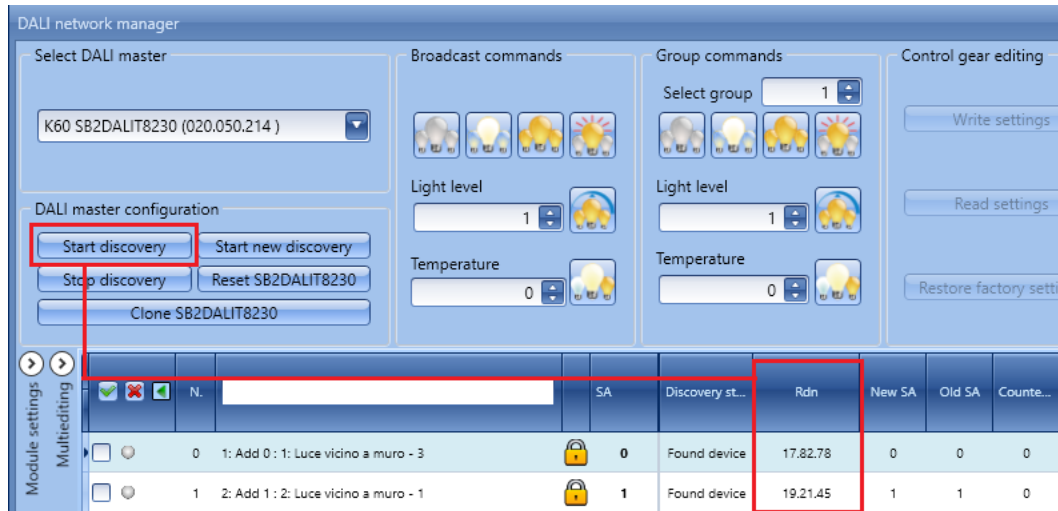 DALI network manager
Select DALI master
K60 SB2DALIT8230 (020.050.214 )
DALI master configuration
Start discovery
Start new discovery
Stop discovery
Reset SB2DALIT8230
Clone SB2DALIT8230
Broadcast commands
Light level
1
Temperature
0
Group commands
Select group 1
Light level
1
Temperature
0
Control gear editing
Write settings
Read settings
Restore factory setti
Module settings
Multiediting
N. SA Discovery st... Rdn New SA Old SA Counte...
0 1: Add 0 : 1: Luce vicino a muro - 3 0 Found device 17.82.78 0 0 0
1 2: Add 1 : 2: Luce vicino a muro - 1 1 Found device 19.21.45 1 1 0